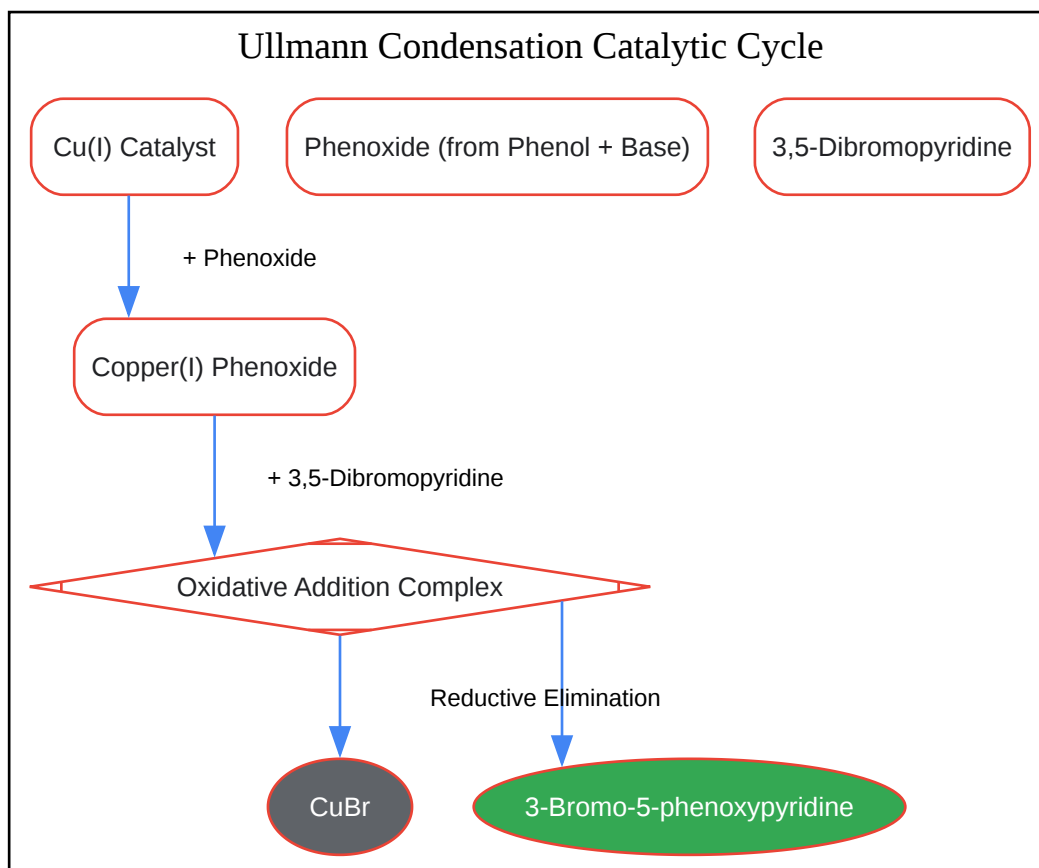 Ullmann Condensation Catalytic Cycle
Cu(I) Catalyst
Phenoxide (from Phenol + Base)
3,5-Dibromopyridine
+ Phenoxide
Copper(I) Phenoxide
+ 3,5-Dibromopyridine
Oxidative Addition Complex
Reductive Elimination
CuBr
3-Bromo-5-phenoxypyridine